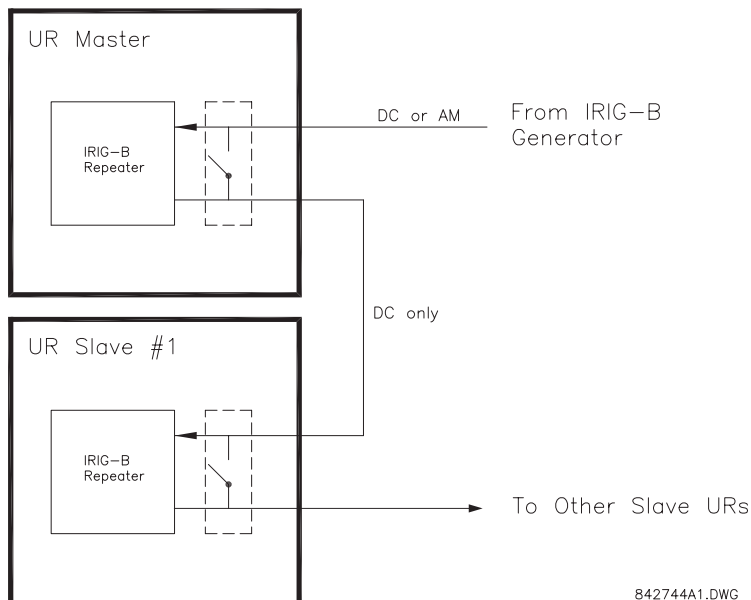 UR Master
DC or AM
From IRIG-B
Generator
IRIG-B
Repeater
DC only
UR Slave #1
IRIG-B
Repeater
To Other Slave URs
842744A1.DWG